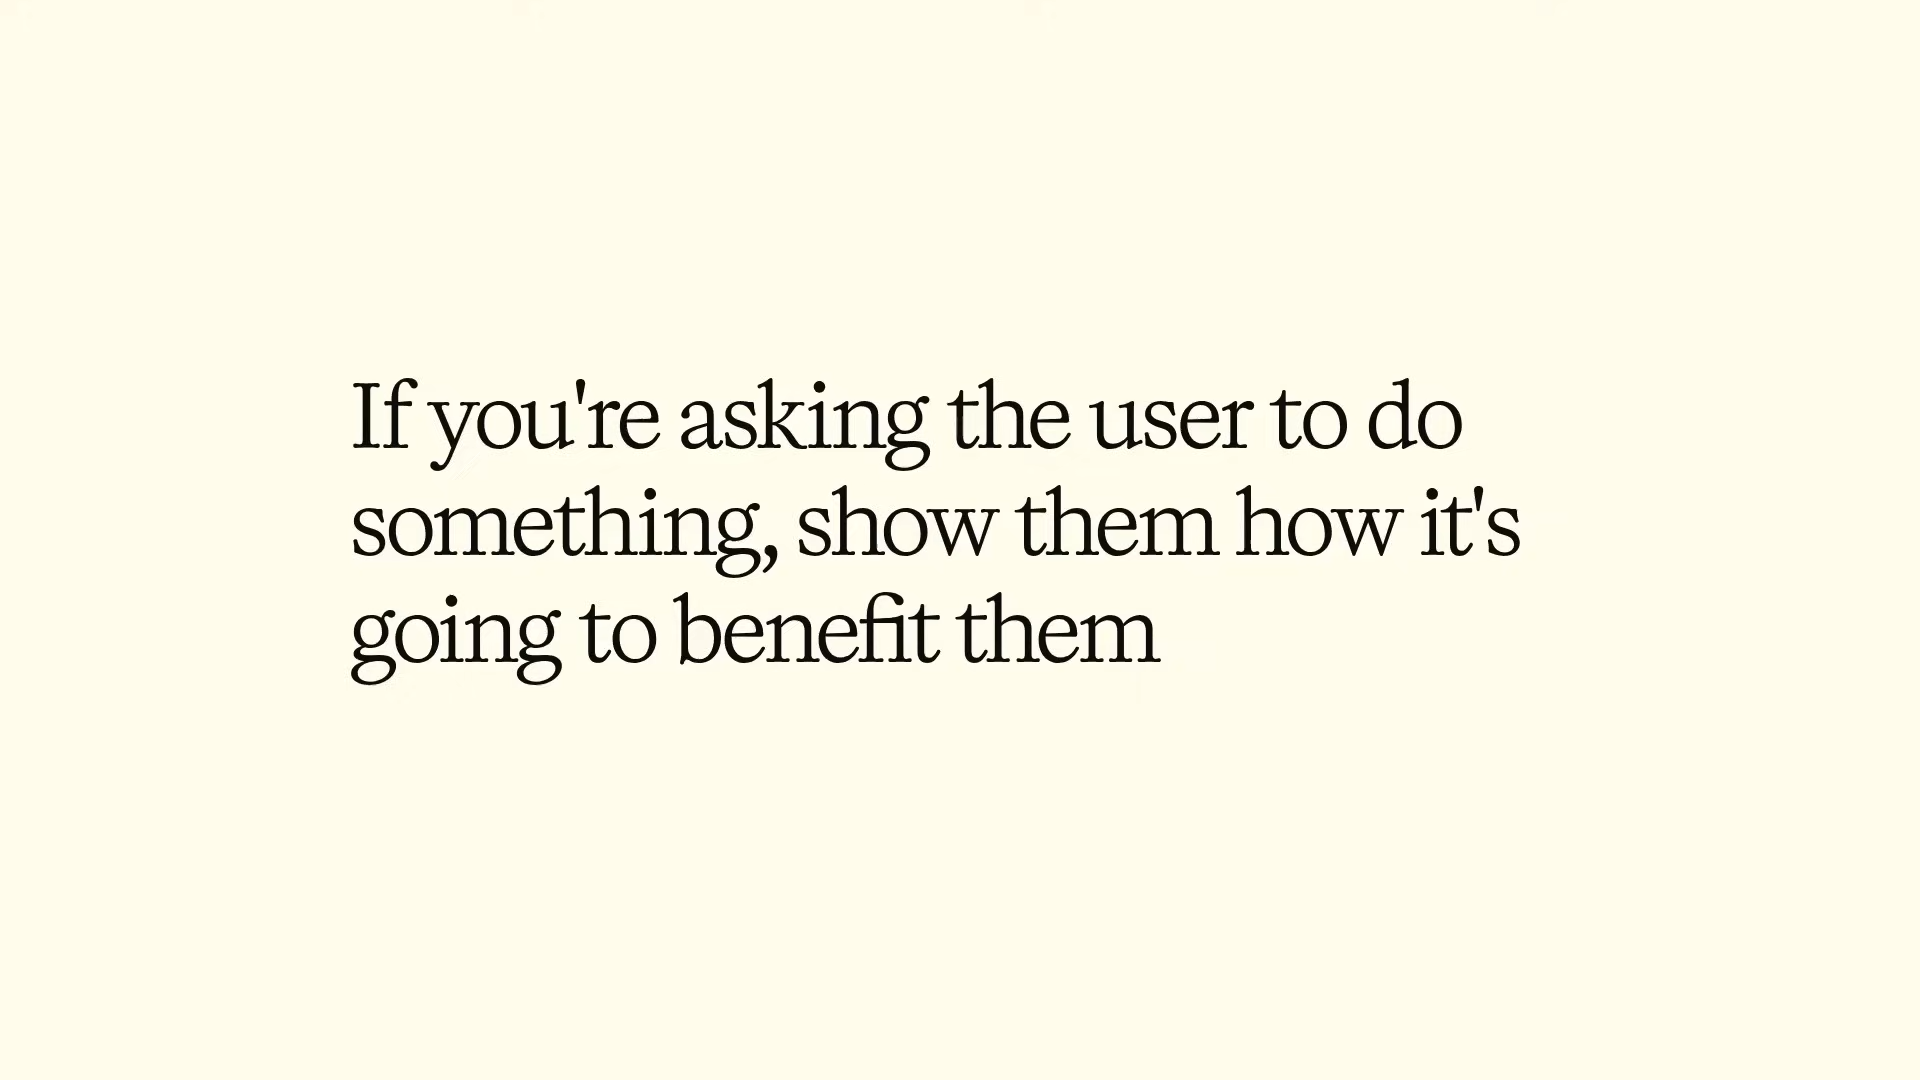 If you're asking the user to do
something, show them how it's
going to benefit them